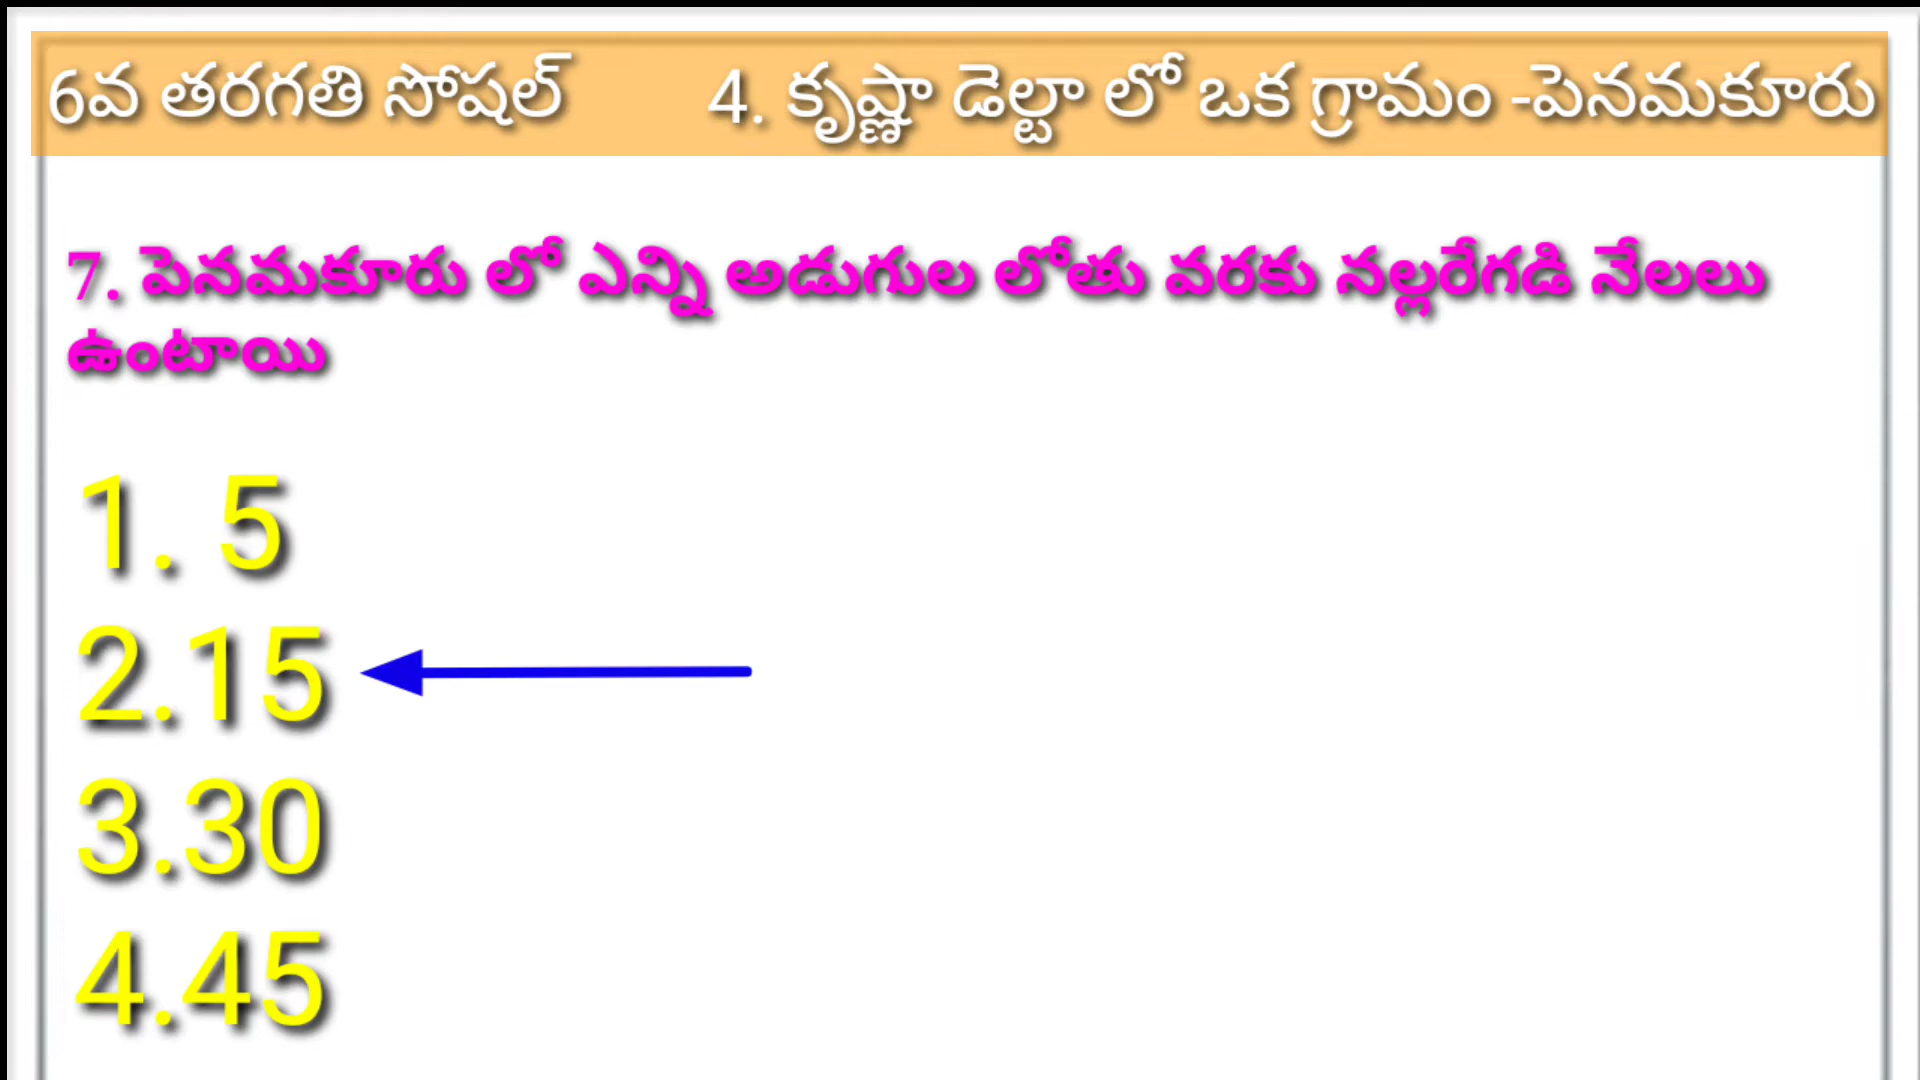 6వ తరగతి సోషల్ 4. కృష్ణా డెల్టా లో ఒక గ్రామం -పెనమకూరు
7. పెనమకూరు లో ఎన్ని అడుగుల లోతు వరకు నల్లరేగడి నేలలు
ఉంటాయి
1. 5
2.15
3.30
4.45